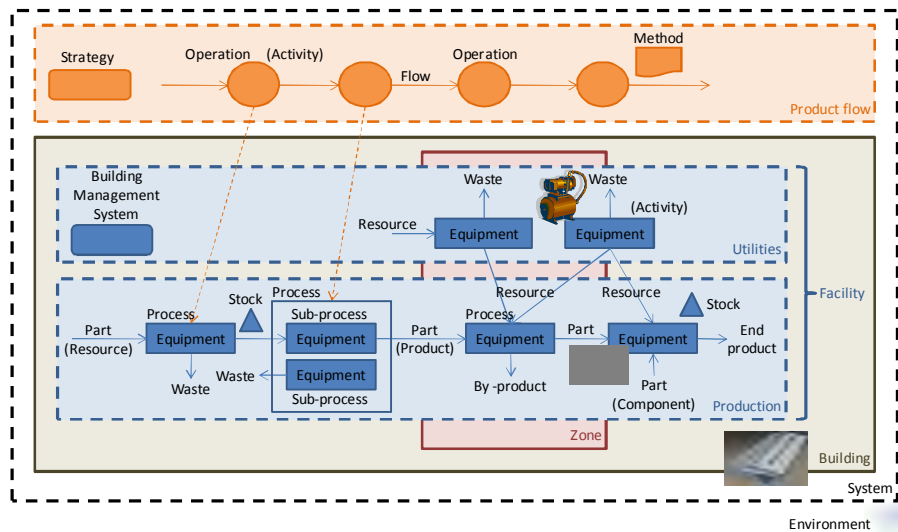 Method
Strategy
Operation (Activity)
Operation
Flow
Product flow
Building
Management
System
Waste
Waste
(Activity)
Resource
Equipment
Equipment
Utilities
Facility
Stock
Process
Resource
Resource
Process
Sub-process
Process
Stock
Part
(Resource)
Equipment
Equipment
Part
(Product)
Equipment
Part
Equipment
End
product
Waste
Waste
Equipment
Sub-process
By -product
Part
(Component)
Production
Zone
Building
System
Environment